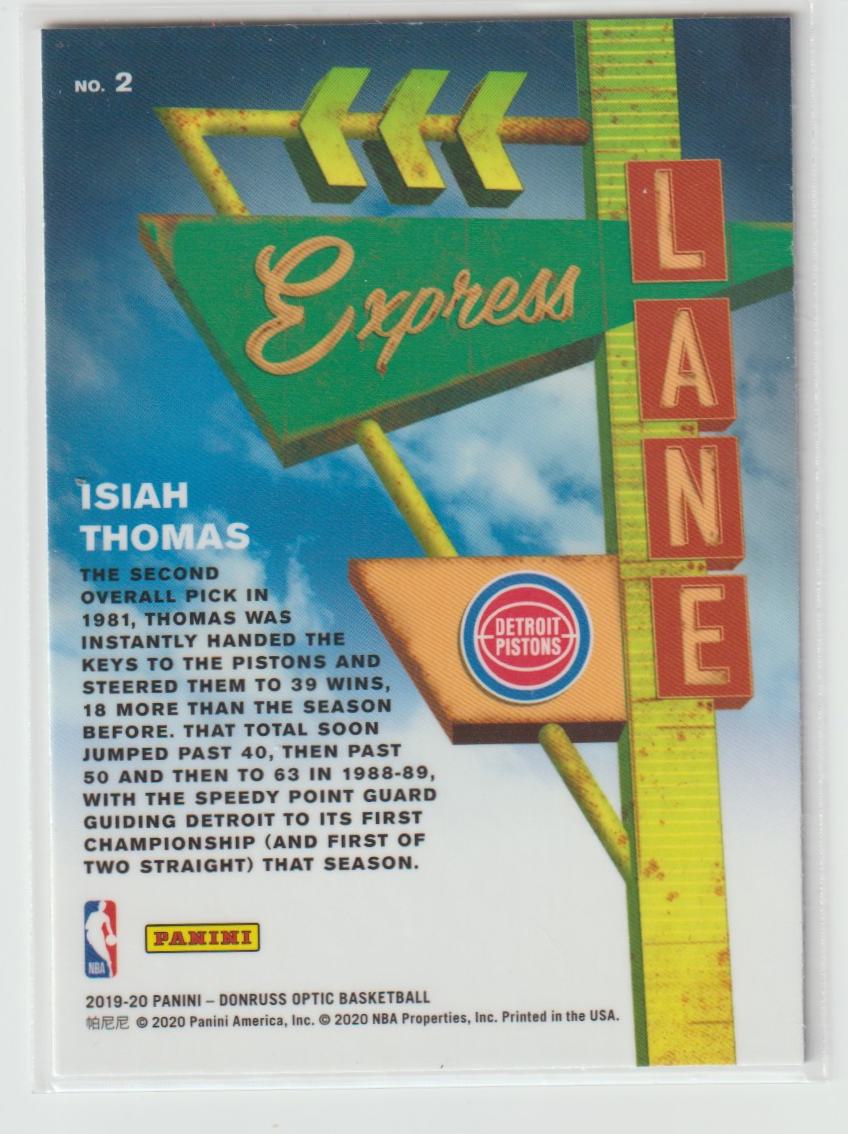 NO. 2
Express
LANE
DETROIT
PISTONS
ISIAH
THOMAS
THE SECOND
OVERALL PICK IN
1981, THOMAS WAS
INSTANTLY HANDED THE
KEYS TO THE PISTONS AND
STEERED THEM TO 39 WINS,
18 MORE THAN THE SEASON
BEFORE. THAT TOTAL SOON
JUMPED PAST 40, THEN PAST
50 AND THEN TO 63 IN 1988-89,
WITH THE SPEEDY POINT GUARD
GUIDING DETROIT TO ITS FIRST
CHAMPIONSHIP (AND FIRST OF
TWO STRAIGHT) THAT SEASON.
NBA
PANINI
2019-20 PANINI – DONRUSS OPTIC BASKETBALL
帕尼尼 © 2020 Panini America, Inc. © 2020 NBA Properties, Inc. Printed in the USA.